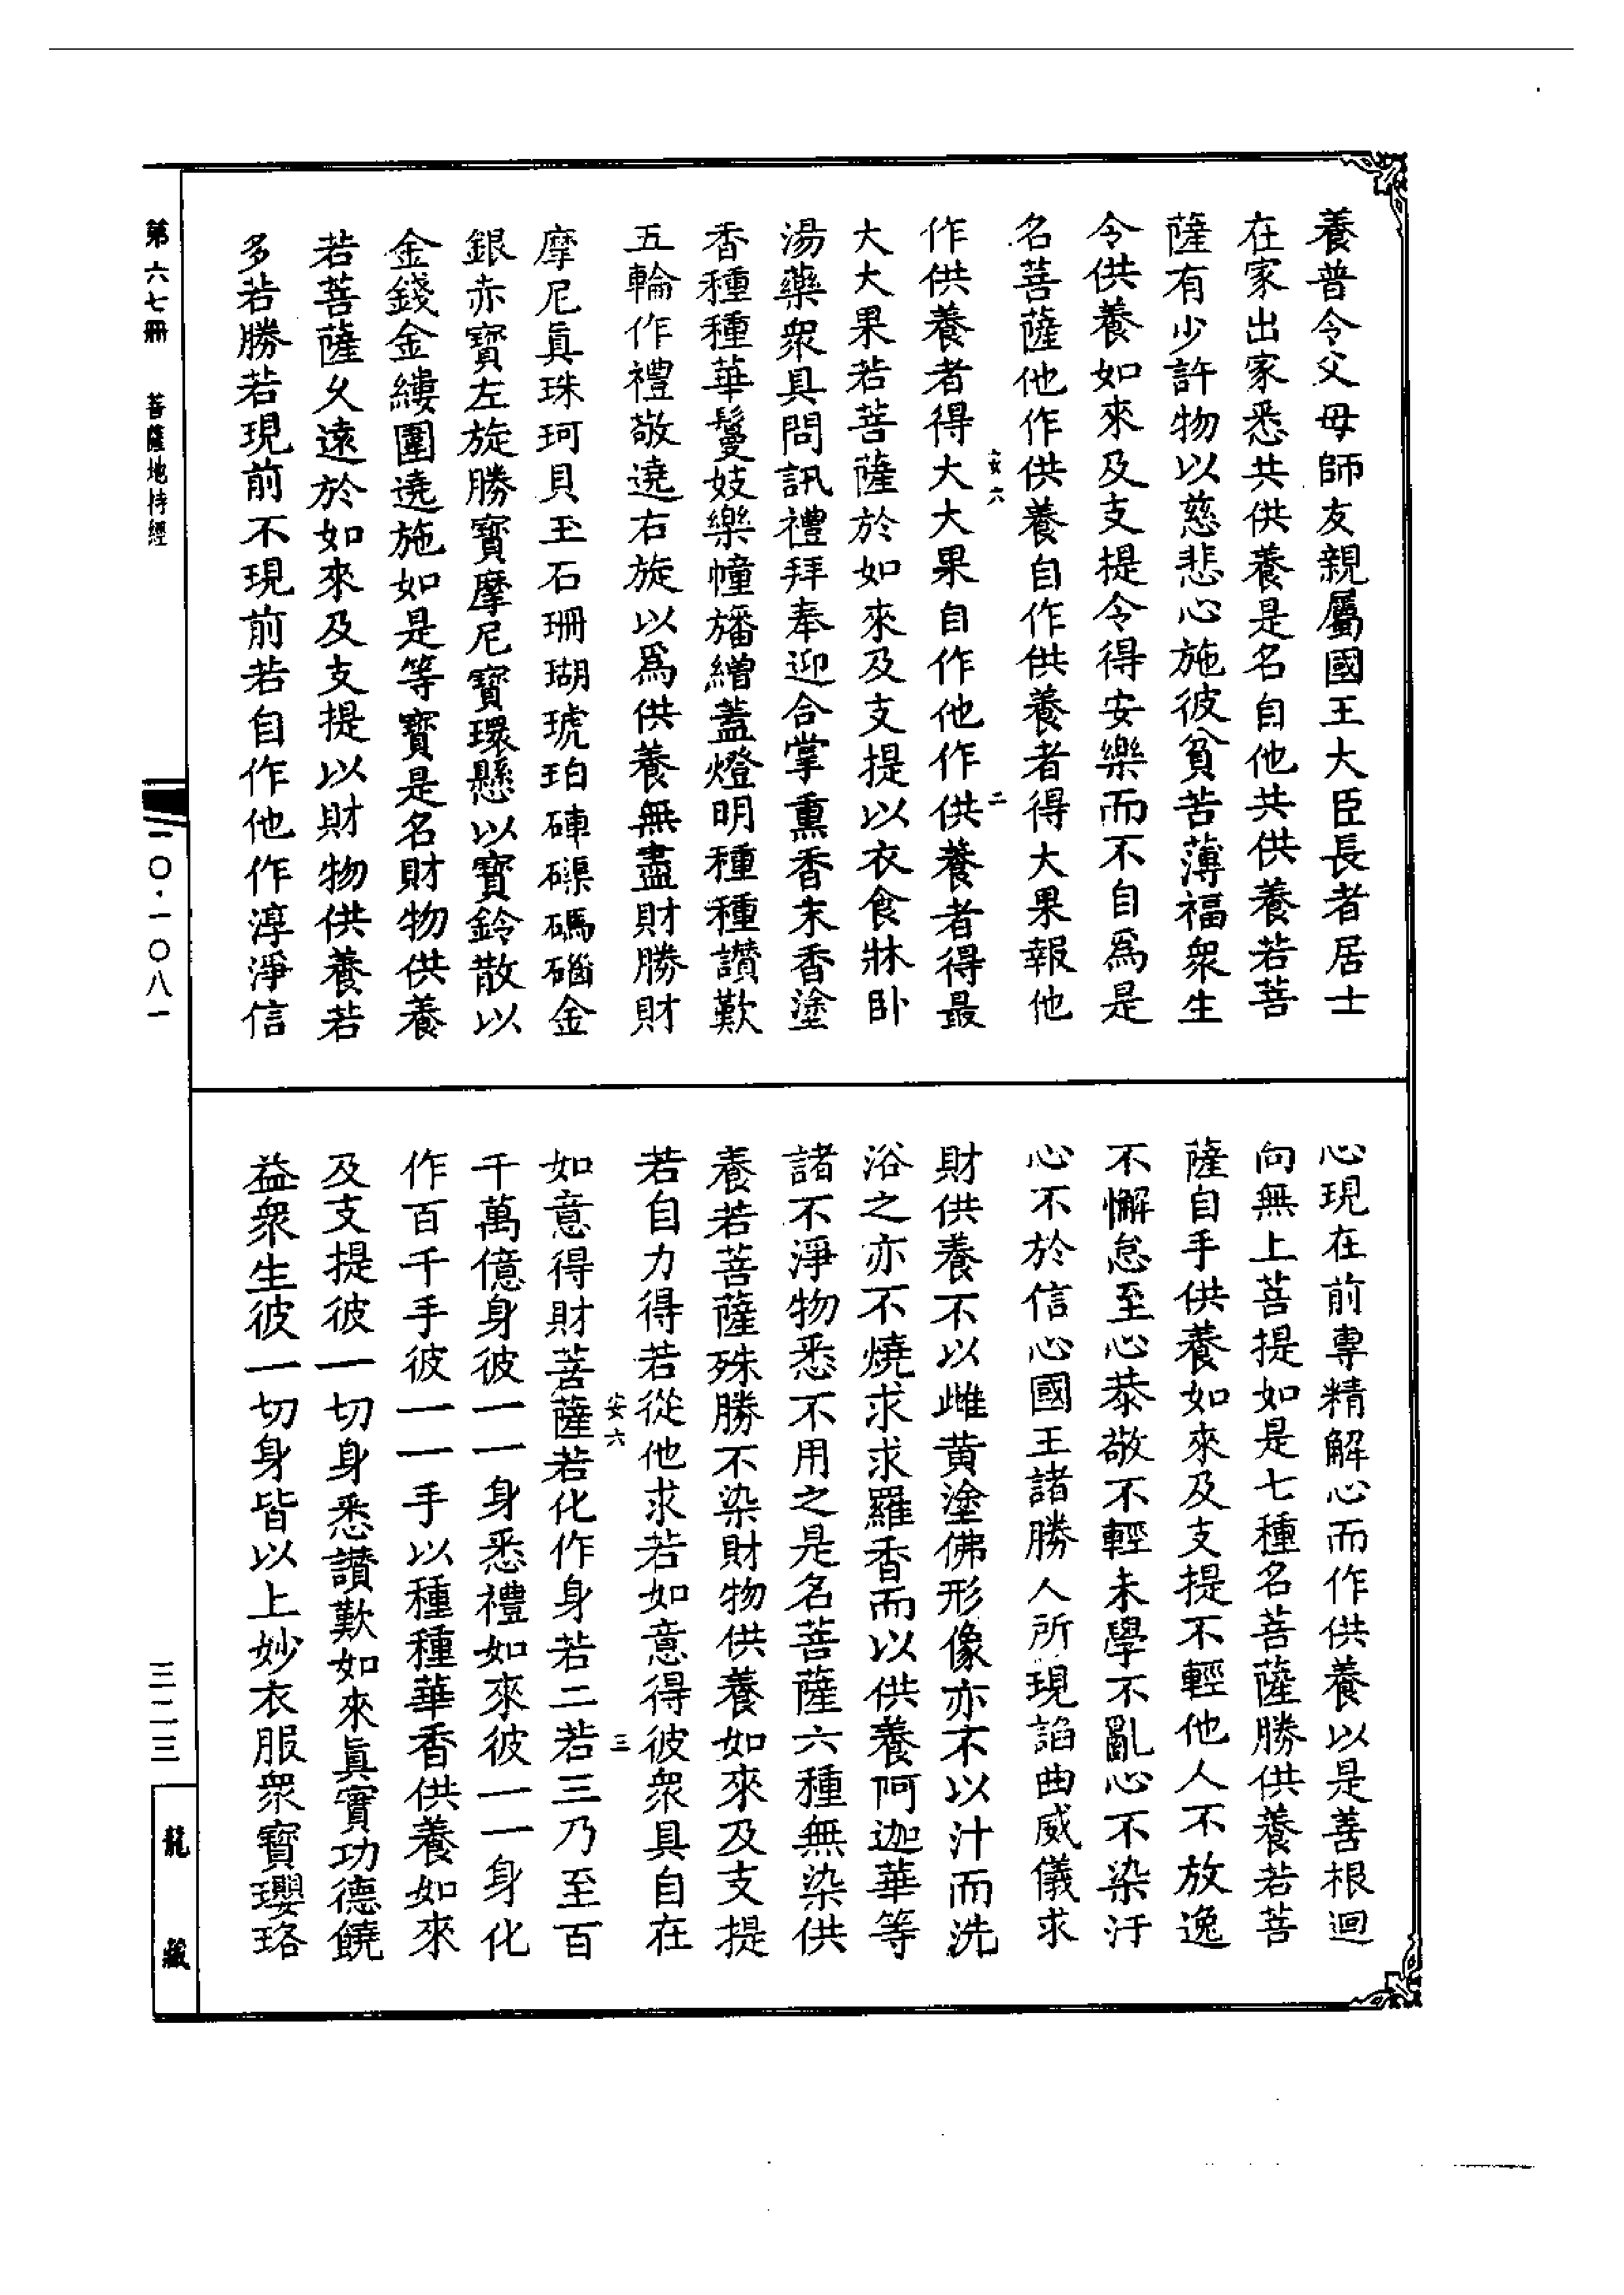 養普令父母師友親屬國王大臣長者居士
在家出家悉共供養是名自他共供養若菩
薩有少許物以慈悲心施彼貧苦薄福衆生
令供養如來及支提令得安樂而不自爲是
名菩薩他作供養自作供養者得大果報他
安六
二
作供養者得大大果自作他作供養者得最
大大果若菩薩於如來及支提以衣食牀卧
湯藥衆具問訊禮拜奉迎合掌熏香末香塗
香種種華鬘妓樂幢旛繒蓋燈明種種讚歎
五輪作禮敬遶右旋以爲供養無盡財勝財
摩尼眞珠珂貝玉石珊瑚琥珀硨磲碼碯金
銀赤寳左旋勝寳摩尼寳環懸以寳鈴散以
金錢金縷圍遶施如是等寳是名財物供養
若菩薩久遠於如來及支提以財物供養若
多若勝若現前不現前若自作他作淳淨信
心現在前專精解心而作供養以是善根迴
向無上菩提如是七種名菩薩勝供養若菩
薩自手供養如來及支提不輕他人不放逸
不懈怠至心恭敬不輕未學不亂心不染汙
心不於信心國王諸勝人所現諂曲威儀求
財供養不以雌黄塗佛形像亦不以汁而洗
浴之亦不燒求求羅香而以供養阿迦華等
諸不淨物悉不用之是名菩薩六種無染供
養若菩薩殊勝不染財物供養如來及支提
若自力得若從他求若如意得彼衆具自在
安六
三
如意得財菩薩若化作身若二若三乃至百
千萬億身彼一一身悉禮如來彼一一身化
作百千手彼一一手以種種華香供養如來
及支提彼一切身悉讚歎如來眞實功德饒
益衆生彼一切身皆以上妙衣服衆寳瓔珞
第六七冊
菩薩地持經
一〇·一〇八一
三二三
龍藏